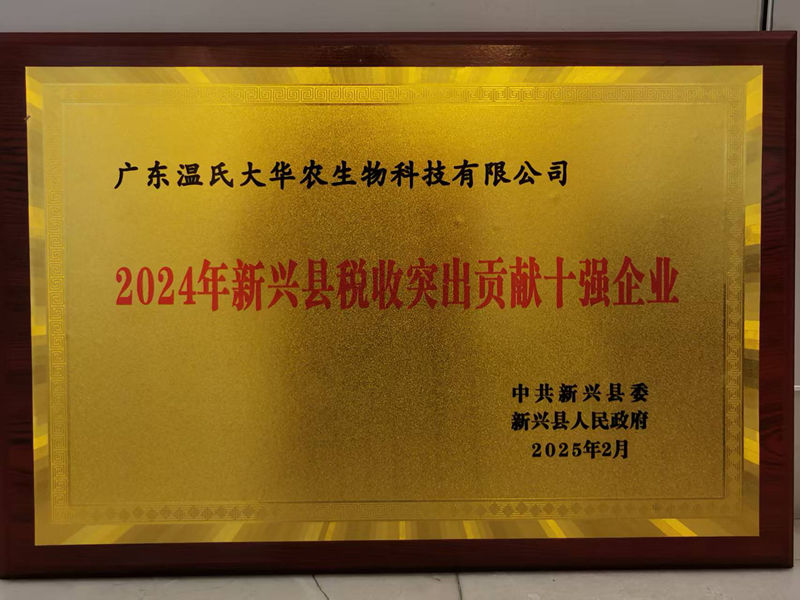 广东温氏大华农生物科技有限公司
2024年新兴县税收突出贡献十强企业
中共新兴县委
新兴县人民政府
2025年2月